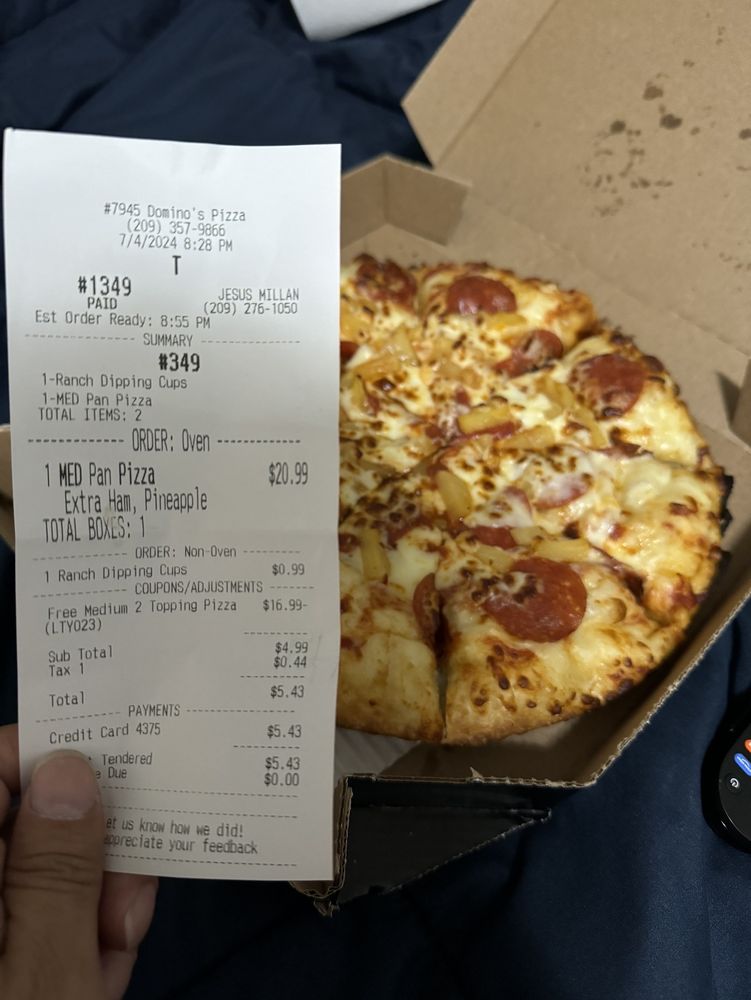 #7945 Domino's Pizza
(209) 357-9866
7/4/2024 8:28 PM
T
#1349
PAID
JESUS MILLAN
(209) 276-1050
Est Order Ready: 8:55 PM
SUMMARY
#349
1-Ranch Dipping Cups
1-MED Pan Pizza
TOTAL ITEMS: 2
ORDER: Oven
1 MED Pan Pizza $20.99
Extra Ham, Pineapple
TOTAL BOXES: 1
ORDER: Non-Oven
1 Ranch Dipping Cups $0.99
COUPONS/ADJUSTMENTS
Free Medium 2 Topping Pizza $16.99-
(LTY023)
Sub Total $4.99
Tax 1 $0.44
Total $5.43
PAYMENTS
Credit Card 4375 $5.43
Tendered $5.43
Due $0.00
us know how we did!
your feedback